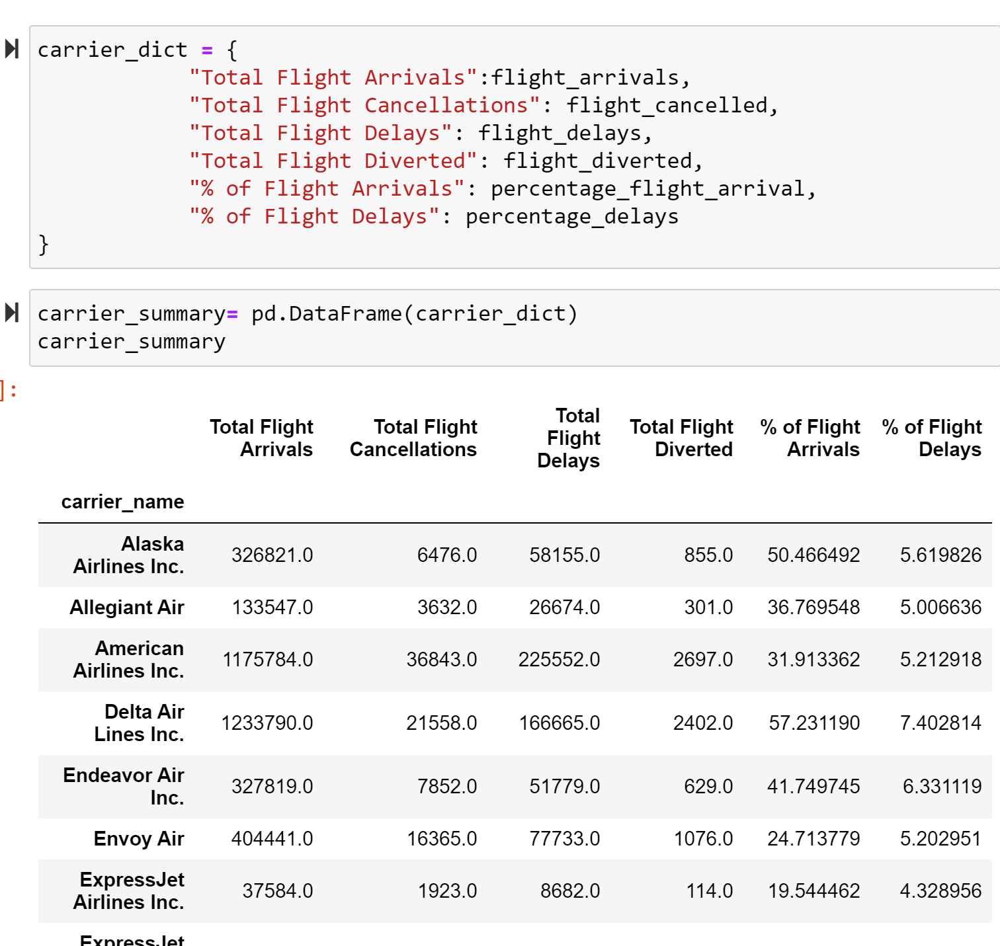 carrier_dict = {
"Total Flight Arrivals":flight_arrivals,
"Total Flight Cancellations": flight_cancelled,
"Total Flight Delays": flight_delays,
"Total Flight Diverted": flight_diverted,
"% of Flight Arrivals": percentage_flight_arrival,
"% of Flight Delays": percentage_delays
}
carrier_summary= pd.DataFrame(carrier_dict)
carrier_summary
]:
Total Flight Arrivals Total Flight Cancellations Total Flight Delays Total Flight Diverted % of Flight Arrivals % of Flight Delays
carrier_name
Alaska Airlines Inc. 326821.0 6476.0 58155.0 855.0 50.466492 5.619826
Allegiant Air 133547.0 3632.0 26674.0 301.0 36.769548 5.006636
American Airlines Inc. 1175784.0 36843.0 225552.0 2697.0 31.913362 5.212918
Delta Air Lines Inc. 1233790.0 21558.0 166665.0 2402.0 57.231190 7.402814
Endeavor Air Inc. 327819.0 7852.0 51779.0 629.0 41.749745 6.331119
Envoy Air 404441.0 16365.0 77733.0 1076.0 24.713779 5.202951
ExpressJet Airlines Inc. 37584.0 1923.0 8682.0 114.0 19.544462 4.328956
ExpressJet